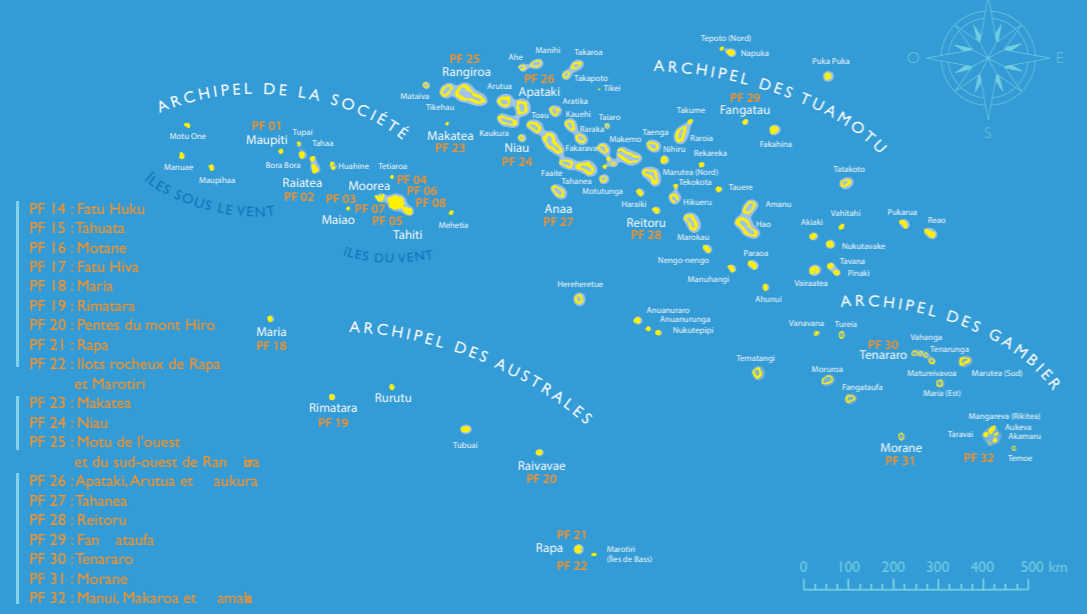 N
O
E
S
ARCHIPEL DE LA SOCIÉTÉ
ARCHIPEL DES TUAMOTU
ARCHIPEL DES AUSTRALES
ARCHIPEL DES GAMBIER
ÎLES SOUS LE VENT
ÎLES DU VENT
Motu One
Manuae
Maupihaa
PF 01
Maupiti
Tupai
Tahaa
Bora Bora
Huahine
Raiatea
PF 02
Tetiaroa
Moorea
PF 04
PF 03
PF 06
PF 07
PF 08
PF 05
Maiao
Tahiti
Mehetia
PF 25
Rangiroa
Mataiva
Tikehau
Makatea
PF 23
Ahe
Manihi
Takaroa
PF 26
Apataki
Takapoto
Tikei
Arutua
Kaukura
Toau
Aratika
Kauehi
Taiaro
Raraka
Niau
PF 24
Fakarava
Faaite
Tahanea
Makemo
Motutunga
Anaa
PF 27
Tepoto (Nord)
Napuka
Puka Puka
PF 29
Fangatau
Fakahina
Takume
Raroia
Taenga
Nihiru
Rekareka
Marutea (Nord)
Tekokota
Tauere
Hikueru
Haraiki
Reitoru
PF 28
Marokau
Nengo-nengo
Amanu
Hao
Paraoa
Manuhangi
Ahunui
Tatakoto
Vahitahi
Akiaki
Nukutavake
Pukarua
Reao
Tavana
Pinaki
Vairaatea
Hereheretue
Anuanuraro
Anuanurunga
Nukutepipi
Vanavana
Tureia
Tematangi
Moruroa
Fangataufa
PF 30
Tenararo
Vahanga
Tenarunga
Matureivavoa
Marutea (Sud)
Maria (Est)
Mangareva (Rikitea)
Aukeva
Akamaru
Taravai
PF 32
Temoe
Morane
PF 31
Maria
PF 18
Rimatara
PF 19
Rurutu
Tubuai
Raivavae
PF 20
PF 21
Rapa
PF 22
Marotiri
(Îles de Bass)
0 100 200 300 400 500 km
PF 14 : Fatu Huku
PF 15 : Tahuata
PF 16 : Motane
PF 17 : Fatu Hiva
PF 18 : Maria
PF 19 : Rimatara
PF 20 : Pentes du mont Hiro
PF 21 : Rapa
PF 22 : Ilots rocheux de Rapa
et Marotiri
PF 23 : Makatea
PF 24 : Niau
PF 25 : Motu de l'ouest
et du sud-ouest de Ran
PF 26 : Apataki, Arutua et aukura
PF 27 : Tahanea
PF 28 : Reitoru
PF 29 : Fan ataufa
PF 30 : Tenararo
PF 31 : Morane
PF 32 : Manui, Makaroa et